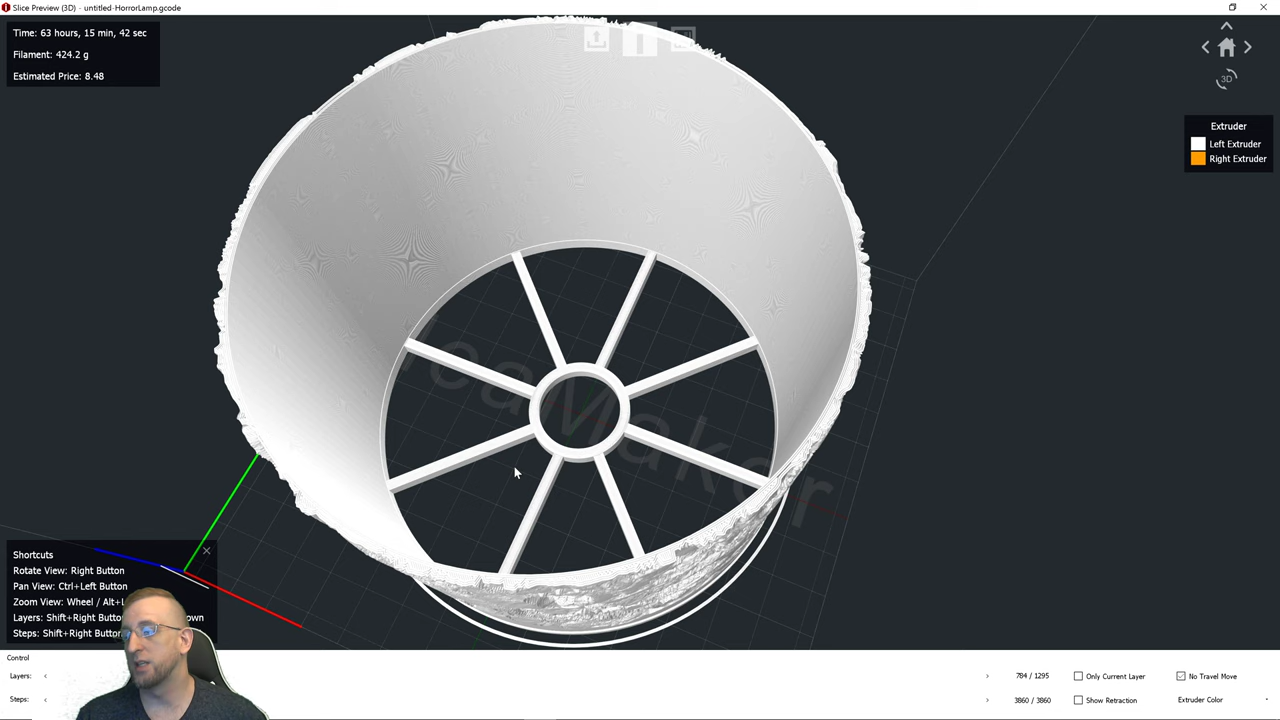 Slice Preview (3D) - untitled-HorrorLamp.gcode
Time: 63 hours, 15 min, 42 sec
Filament: 424.2 g
Estimated Price: 8.48
3D
Extruder
Left Extruder
Right Extruder
Shortcuts
Rotate View: Right Button
Pan View: Ctrl+Left Button
Zoom View: Wheel / Alt+L
Layers: Shift+Right Butto
own
Steps: Shift+Right Button
Control
Layers:
784 / 1295
Only Current Layer
No Travel Move
Steps:
3860 / 3860
Show Retraction
Extruder Color